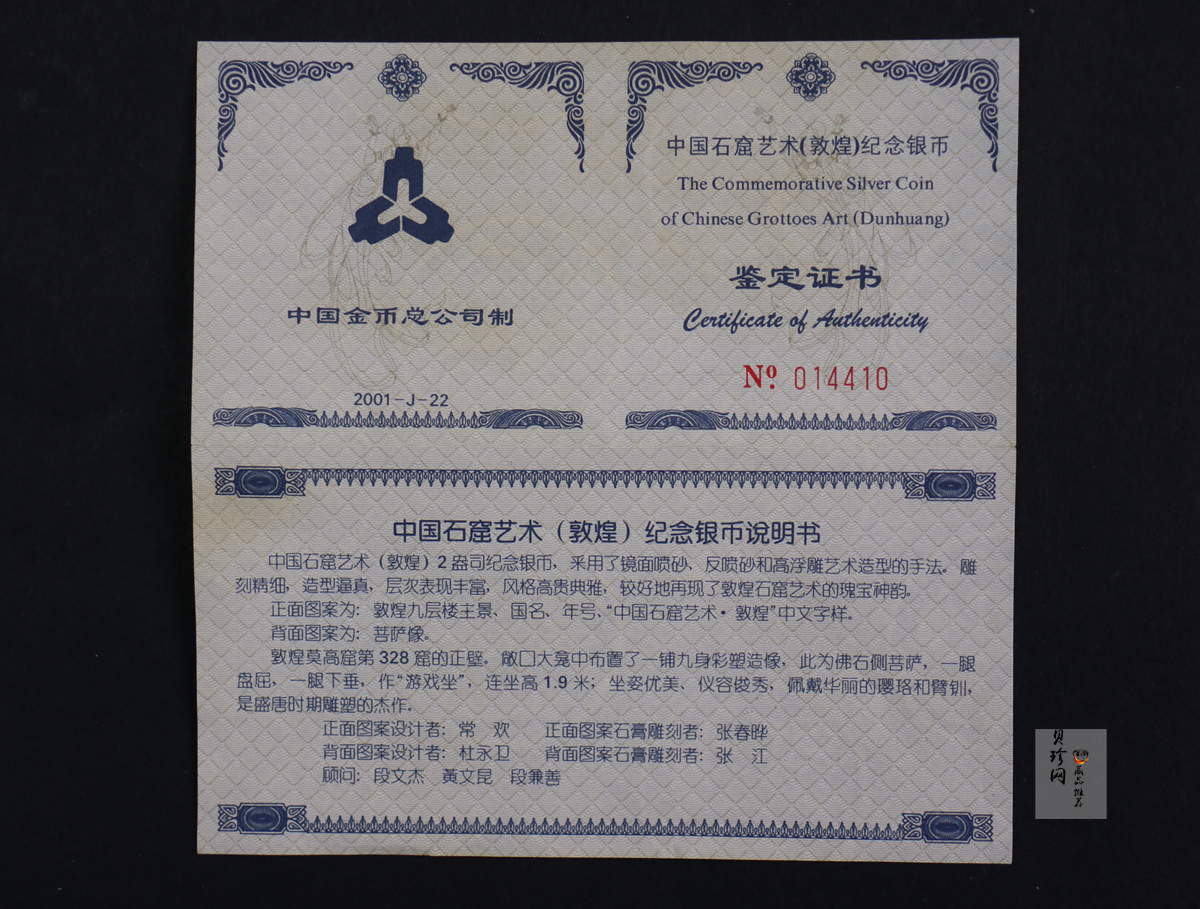 中国金币总公司制
2001-J-22
中国石窟艺术(敦煌)纪念银币
The Commemorative Silver Coin
of Chinese Grottoes Art (Dunhuang)
鉴定证书
Certificate of Authenticity
Nº 014410
中国石窟艺术（敦煌）纪念银币说明书
中国石窟艺术（敦煌）2盎司纪念银币，采用了镜面喷砂、反喷砂和高浮雕艺术造型的手法。雕
刻精细，造型逼真，层次表现丰富，风格高贵典雅，较好地再现了敦煌石窟艺术的瑰宝神韵。
正面图案为：敦煌九层楼主景、国名、年号、“中国石窟艺术·敦煌”中文字样。
背面图案为：菩萨像。
敦煌莫高窟第328窟的正壁。敞口大龛中布置了一铺九身彩塑造像，此为佛右侧菩萨，一腿
盘屈，一腿下垂，作“游戏坐”，连坐高1.9米；坐姿优美、仪容俊秀，佩戴华丽的璎珞和臂钏，
是盛唐时期雕塑的杰作。
正面图案设计者：常 欢 正面图案石膏雕刻者：张春晔
背面图案设计者：杜永卫 背面图案石膏雕刻者：张 江
顾问：段文杰 黄文昆 段兼善
贝珍网
藏品推荐